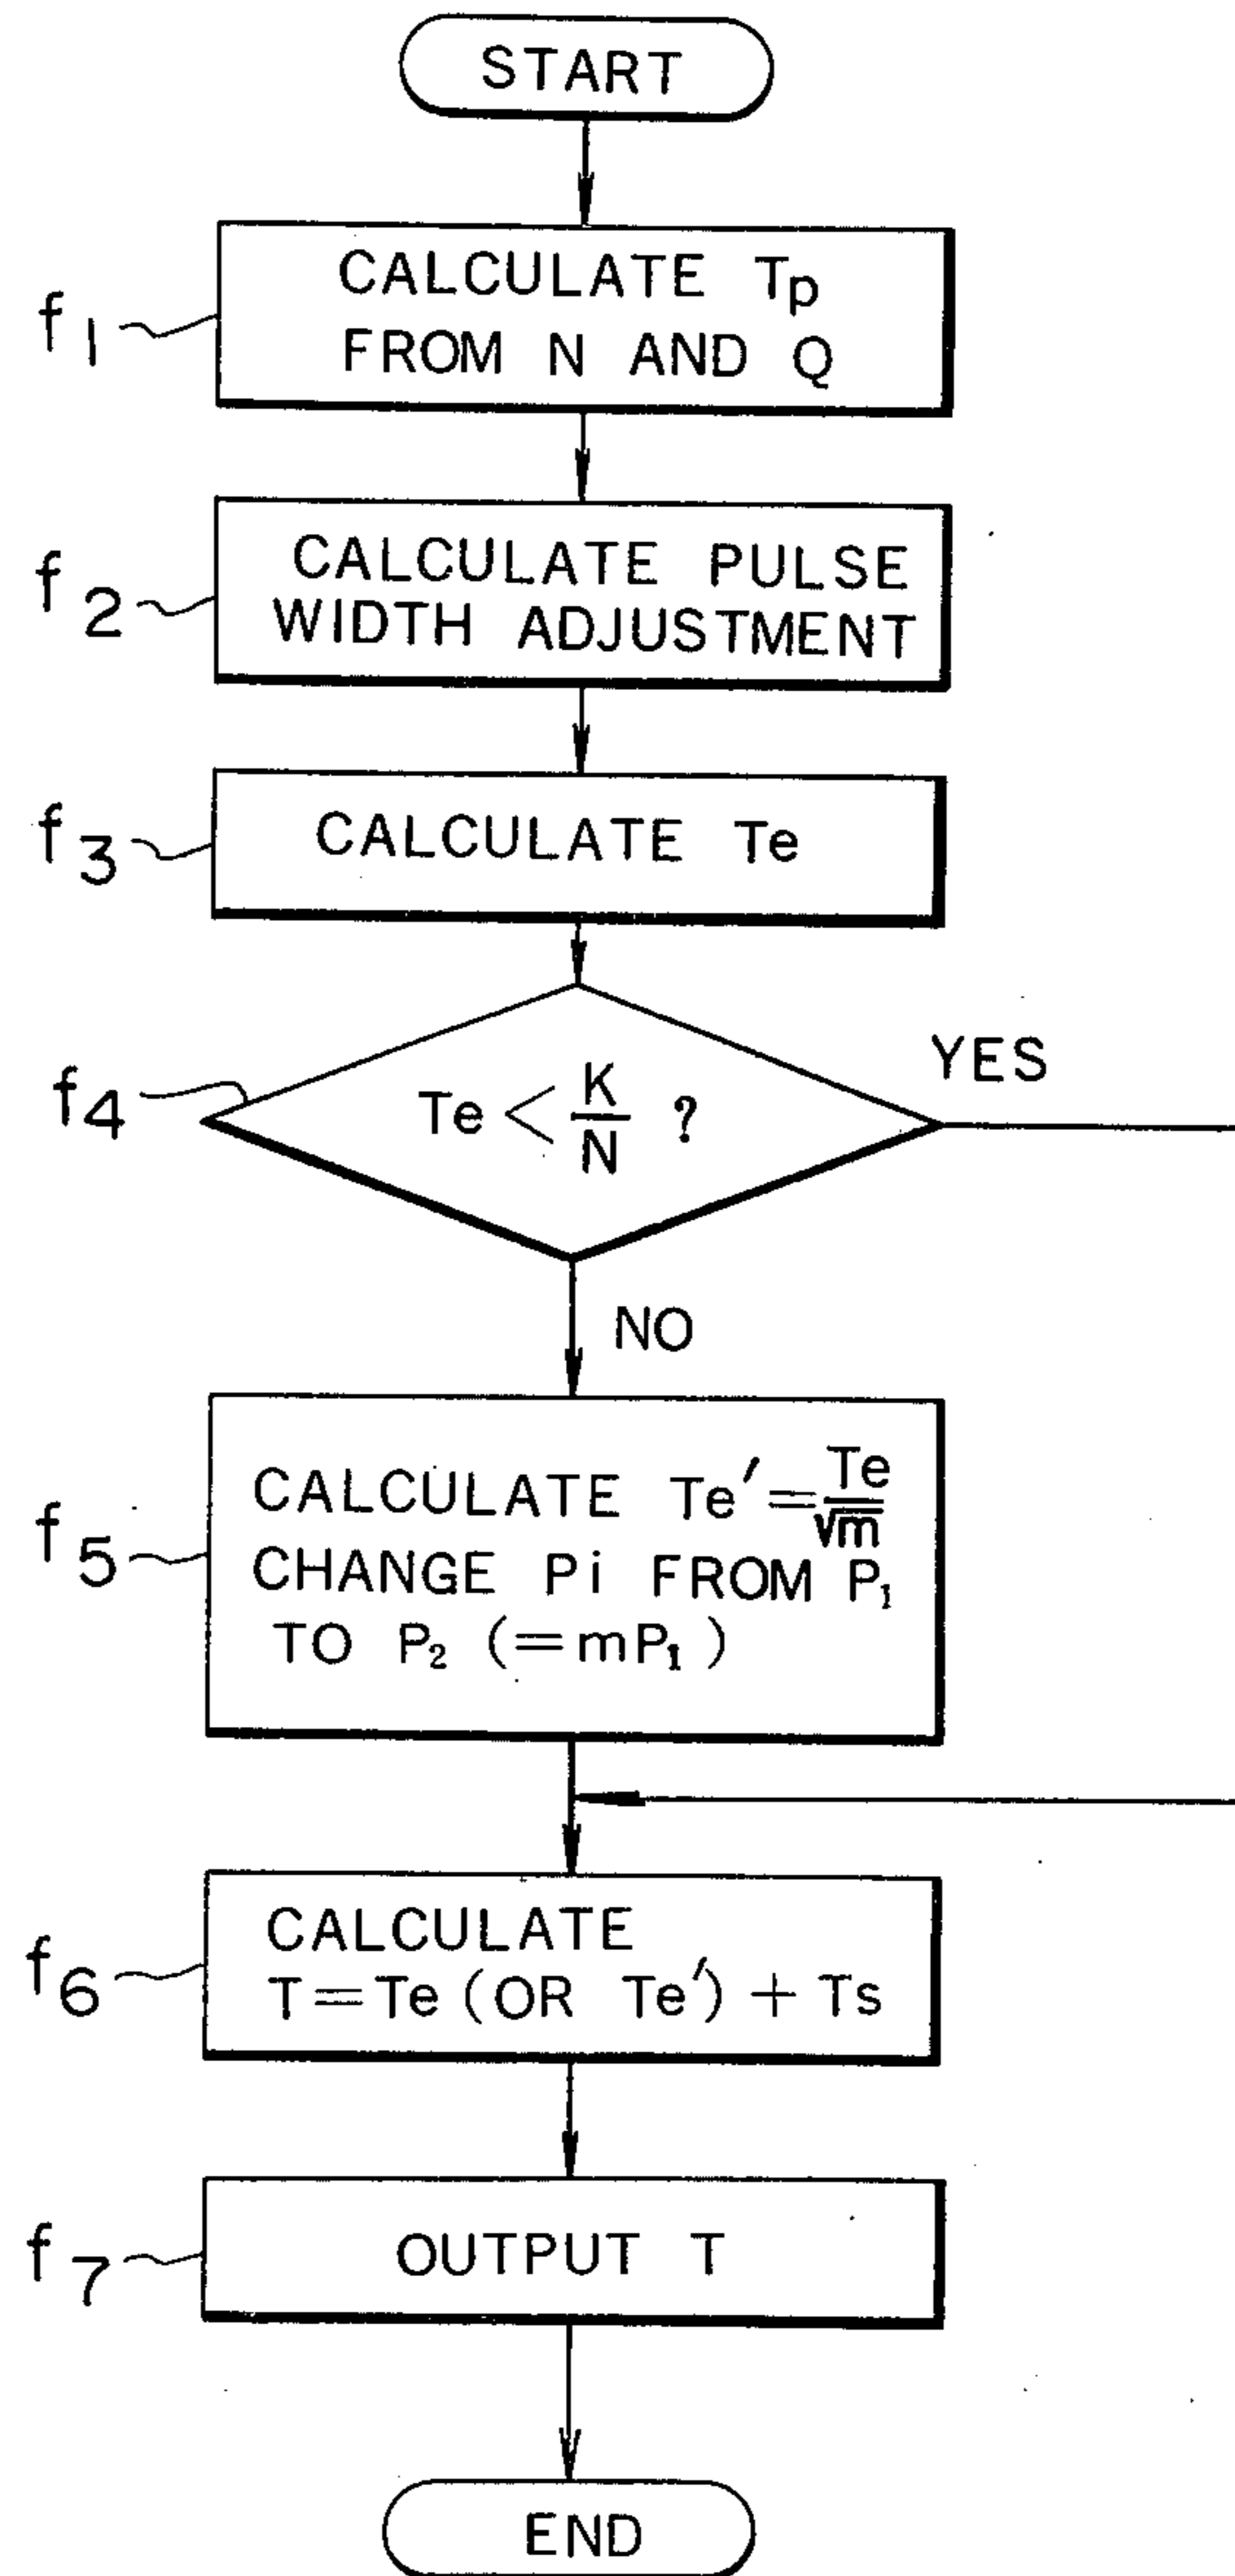 START
f1
CALCULATE Tp
FROM N AND Q
f2
CALCULATE PULSE
WIDTH ADJUSTMENT
f3
CALCULATE Te
f4
Te < K/N ?
YES
NO
f5
CALCULATE Te′ = Te/√m
CHANGE Pi FROM P₁
TO P₂ (=mP₁)
f6
CALCULATE
T=Te (OR Te′) + Ts
f7
OUTPUT T
END